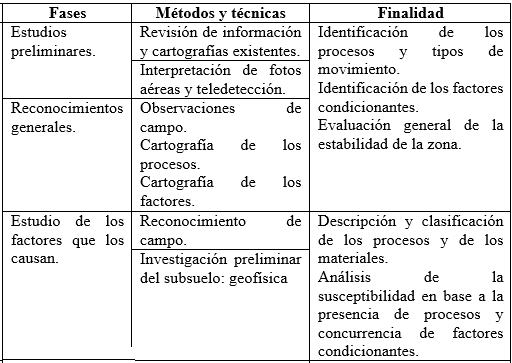 Fases
Métodos y técnicas
Finalidad
Estudios
preliminares.
Revisión de información
y cartografías existentes.
Interpretación de fotos
aéreas y teledetección.
Identificación de los
procesos y tipos de
movimiento.
Identificación de los factores
condicionantes.
Evaluación general de la
estabilidad de la zona.
Reconocimientos
generales.
Observaciones de
campo.
Cartografía de los
procesos.
Cartografía de los
factores.
Estudio de los
factores que los
causan.
Reconocimiento de
campo.
Investigación preliminar
del subsuelo: geofísica
Descripción y clasificación
de los procesos y de los
materiales.
Análisis de la
susceptibilidad en base a la
presencia de procesos y
concurrencia de factores
condicionantes.